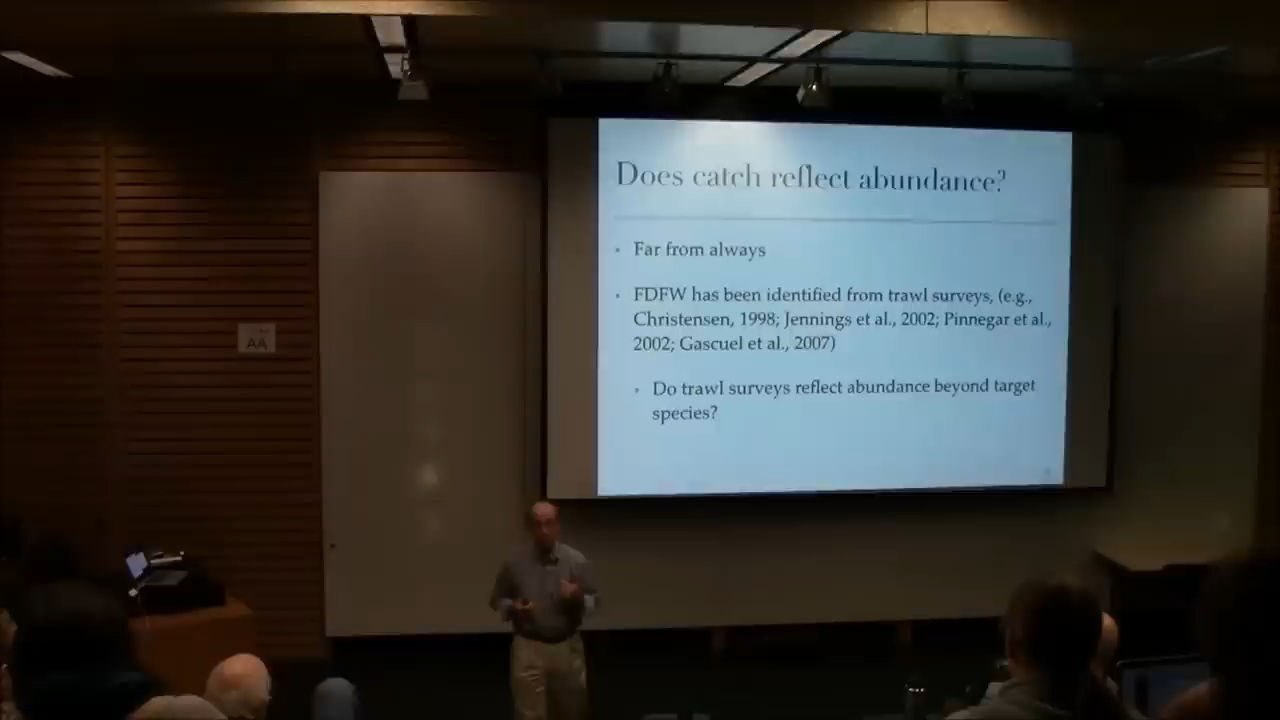 Does catch reflect abundance?
Far from always
FDFW has been identified from trawl surveys, (e.g.,
Christensen, 1998; Jennings et al., 2002; Pinnegar et al.,
2002; Gascuel et al., 2007)
Do trawl surveys reflect abundance beyond target
species?
AA